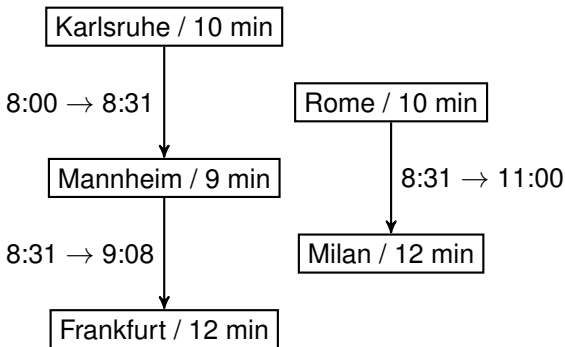 Karlsruhe / 10 min
8:00 → 8:31
Mannheim / 9 min
8:31 → 9:08
Frankfurt / 12 min
Rome / 10 min
8:31 → 11:00
Milan / 12 min